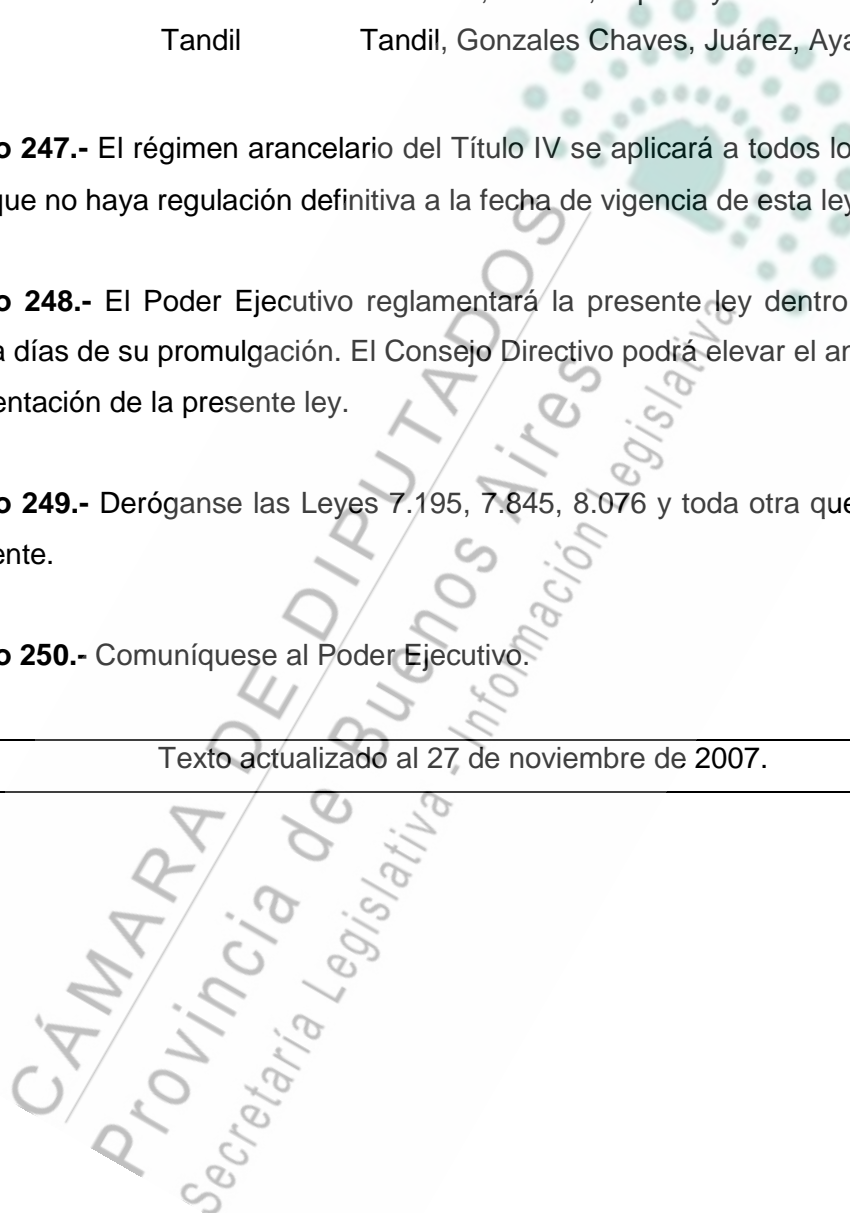 Tandil Tandil, Gonzales Chaves, Juárez, Aya
o 247.- El régimen arancelario del Título IV se aplicará a todos lo
que no haya regulación definitiva a la fecha de vigencia de esta ley
o 248.- El Poder Ejecutivo reglamentará la presente ley dentro
a días de su promulgación. El Consejo Directivo podrá elevar el an
entación de la presente ley.
o 249.- Deróganse las Leyes 7.195, 7.845, 8.076 y toda otra que
ente.
o 250.- Comuníquese al Poder Ejecutivo.
Texto actualizado al 27 de noviembre de 2007.
CÁMARA DE DIPUTADOS
Provincia de Buenos Aires
Secretaría Legislativa - Información Legislativa